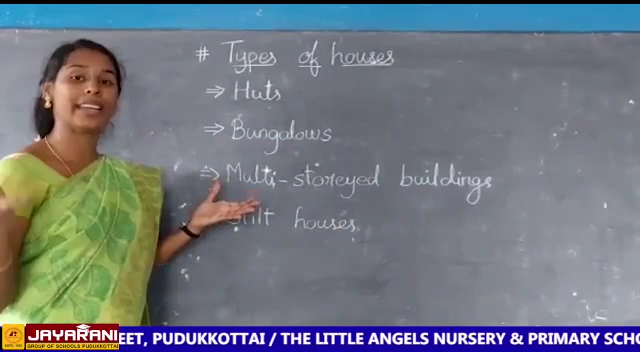 # Types of houses
⇒ Huts
⇒ Bungalows
⇒ Multi-storeyed buildings
houses
JAYARANI
GROUP OF SCHOOLS PUDUKKOTTAI
EET, PUDUKKOTTAI / THE LITTLE ANGELS NURSERY & PRIMARY SCHO